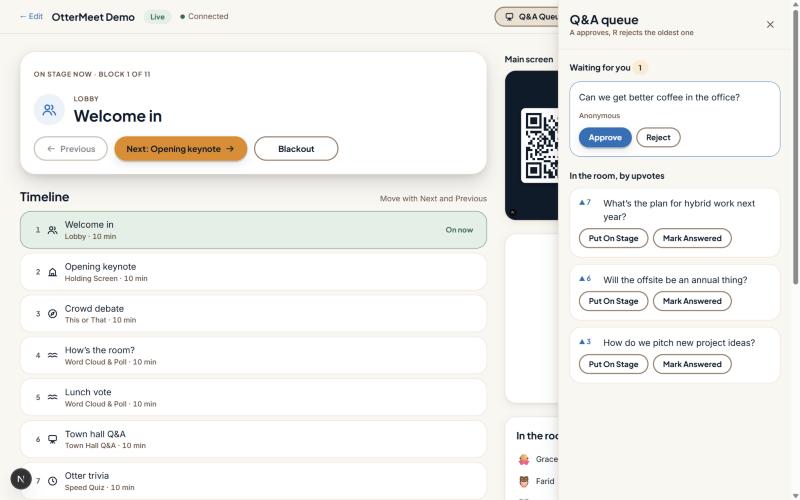 ← Edit
OtterMeet Demo
Live
Connected
Q&A Queu
ON STAGE NOW · BLOCK 1 OF 11
LOBBY
Welcome in
← Previous
Next: Opening keynote →
Blackout
Timeline
Move with Next and Previous
1
Welcome in
Lobby · 10 min
On now
2
Opening keynote
Holding Screen · 10 min
3
Crowd debate
This or That · 10 min
4
How's the room?
Word Cloud & Poll · 10 min
5
Lunch vote
Word Cloud & Poll · 10 min
6
Town hall Q&A
Town Hall Q&A · 10 min
7
Otter trivia
Speed Quiz · 10 min
N
Main screen
In the roo
Grace
Farid
Q&A queue
A approves, R rejects the oldest one
Waiting for you 1
Can we get better coffee in the office?
Anonymous
Approve
Reject
In the room, by upvotes
▲7
What's the plan for hybrid work next
year?
Put On Stage
Mark Answered
▲6
Will the offsite be an annual thing?
Put On Stage
Mark Answered
▲3
How do we pitch new project ideas?
Put On Stage
Mark Answered